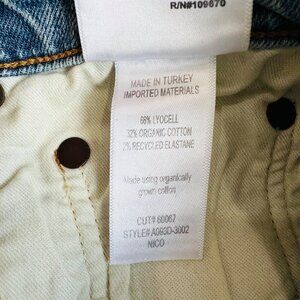 R/N#109670
MADE IN TURKEY
IMPORTED MATERIALS
66% LYOCELL
32% ORGANIC COTTON
2% RECYCLED ELASTANE
Made using organically
grown cotton
CUT# 60067
STYLE# A093D-3002
NICO